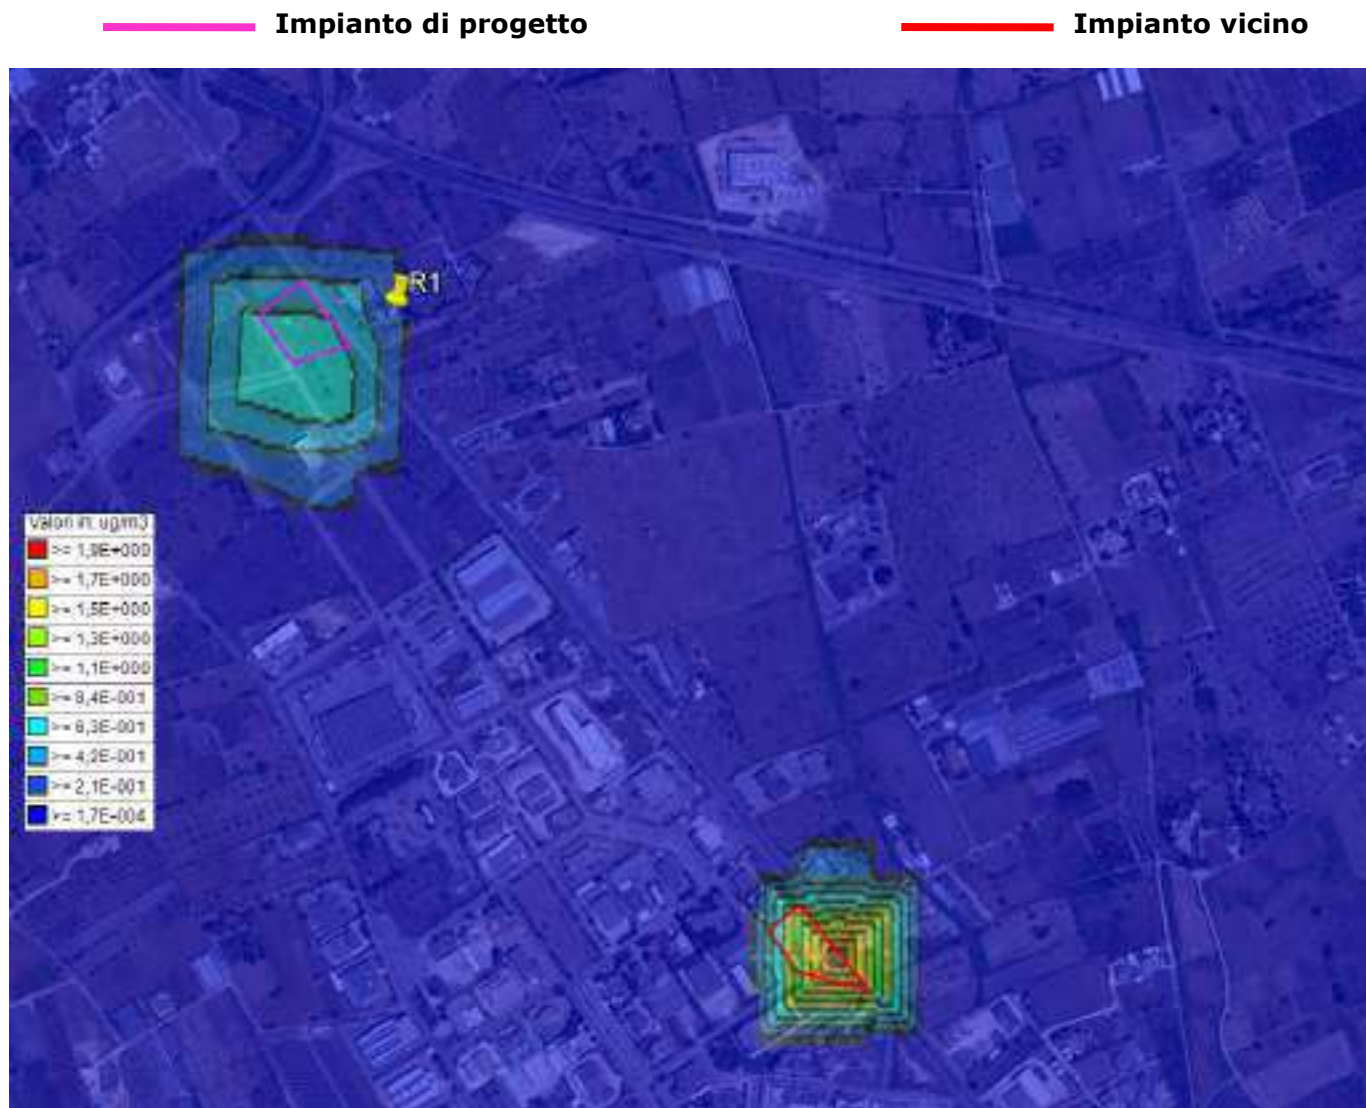 Impianto di progetto
Impianto vicino
R1
Valori in: ug/m3
>= 1,9E+000
>= 1,7E+000
>= 1,5E+000
>= 1,3E+000
>= 1,1E+000
>= 8,4E-001
>= 6,3E-001
>= 4,2E-001
>= 2,1E-001
>= 1,7E-004